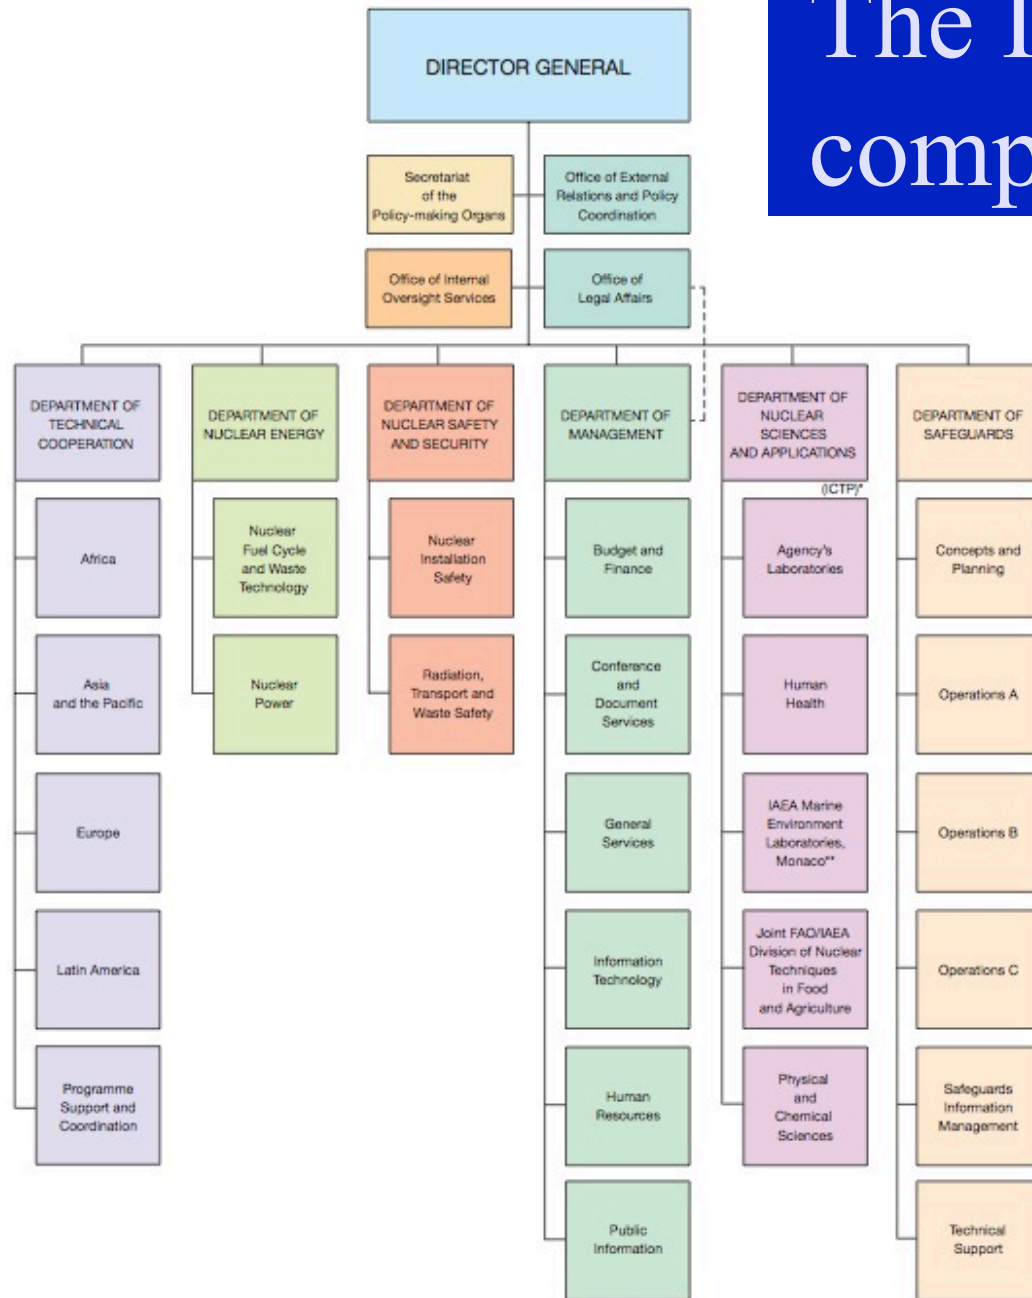 The I
comp
DIRECTOR GENERAL
Secretariat
of the
Policy-making Organs
Office of External
Relations and Policy
Coordination
Office of Internal
Oversight Services
Office of
Legal Affairs
DEPARTMENT OF
TECHNICAL
COOPERATION
DEPARTMENT OF
NUCLEAR ENERGY
DEPARTMENT OF
NUCLEAR SAFETY
AND SECURITY
DEPARTMENT OF
MANAGEMENT
DEPARTMENT OF
NUCLEAR
SCIENCES
AND APPLICATIONS
(ICTP)*
DEPARTMENT OF
SAFEGUARDS
Africa
Nuclear
Fuel Cycle
and Waste
Technology
Nuclear
Installation
Safety
Budget and
Finance
Agency's
Laboratories
Concepts and
Planning
Asia
and the Pacific
Nuclear
Power
Radiation,
Transport and
Waste Safety
Conference
and
Document
Services
Human
Health
Operations A
Europe
General
Services
IAEA Marine
Environment
Laboratories,
Monaco**
Operations B
Latin America
Information
Technology
Joint FAO/IAEA
Division of Nuclear
Techniques
in Food
and Agriculture
Operations C
Programme
Support and
Coordination
Human
Resources
Physical
and
Chemical
Sciences
Safeguards
Information
Management
Public
Information
Technical
Support